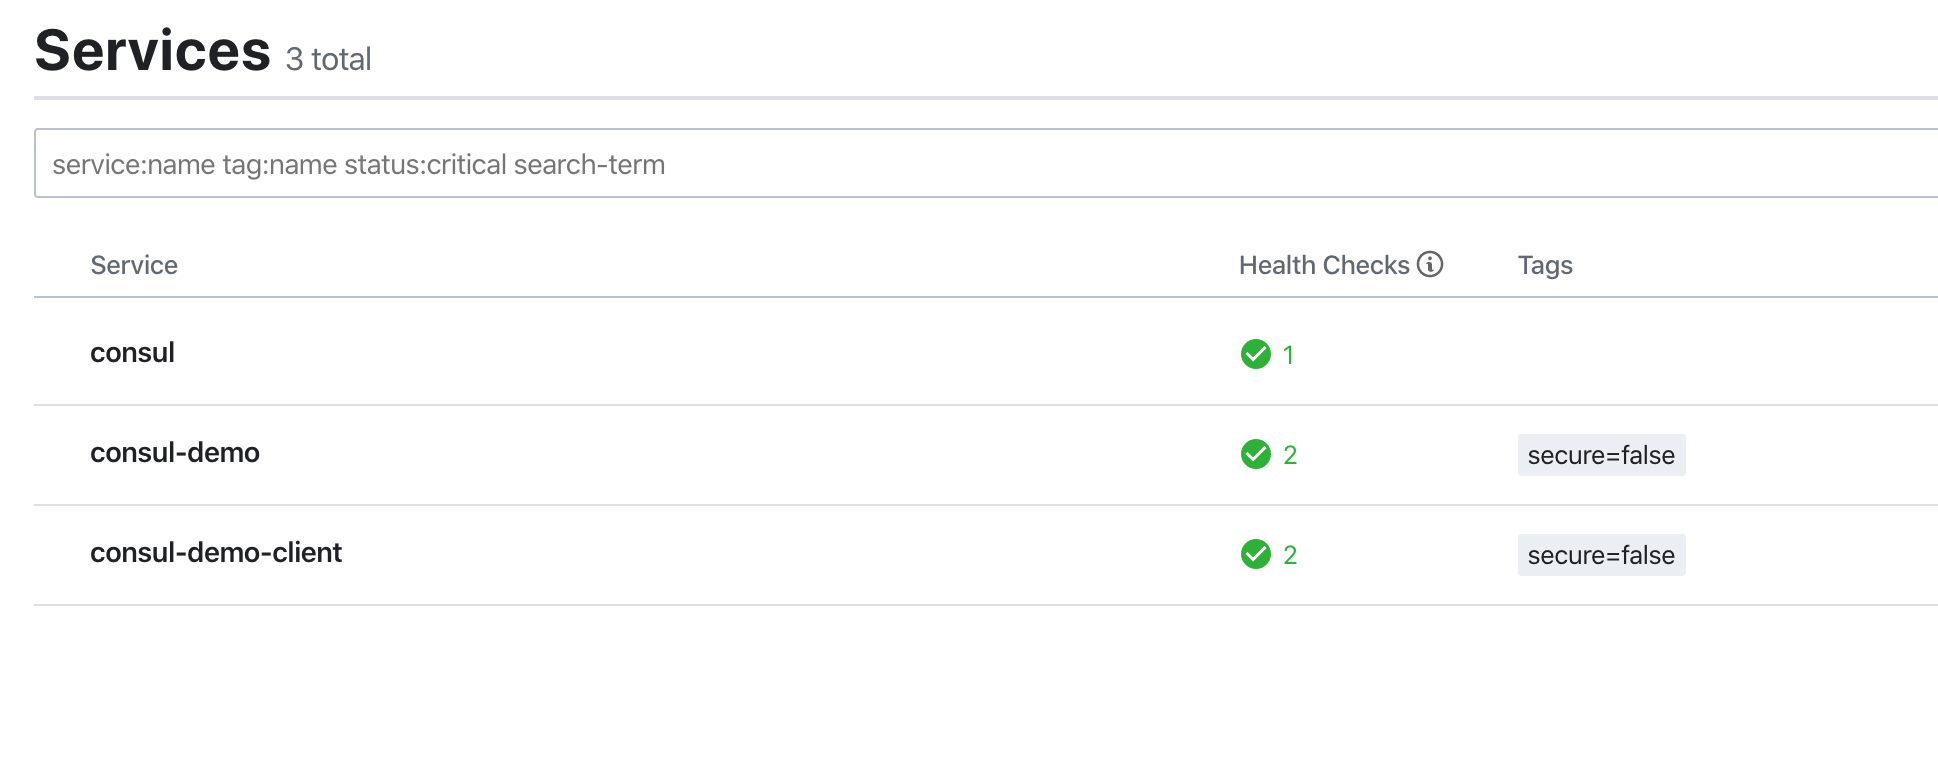 Services 3 total
service:name tag:name status:critical search-term
Service Health Checks Tags
consul 1
consul-demo 2 secure=false
consul-demo-client 2 secure=false